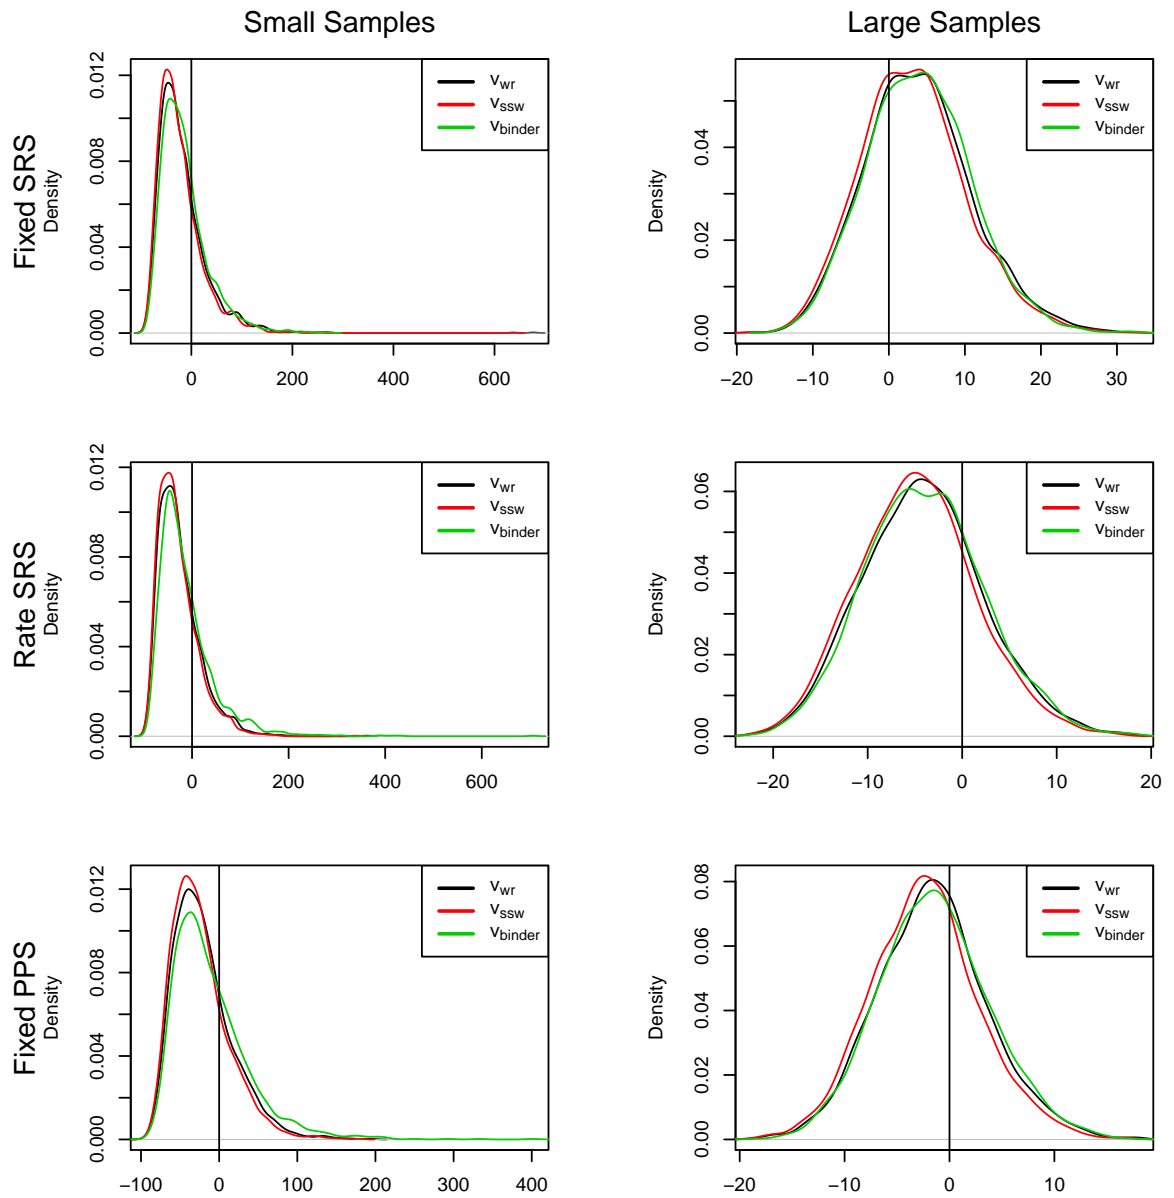 Small Samples
Large Samples
Fixed SRS
Density
0.000
0.004
0.008
0.012
0 200 400 600
v_wr
v_ssw
v_binder
Density
0.00
0.02
0.04
−20 −10 0 10 20 30
v_wr
v_ssw
v_binder
Rate SRS
Density
0.000
0.004
0.008
0.012
0 200 400 600
v_wr
v_ssw
v_binder
Density
0.00
0.02
0.04
0.06
−20 −10 0 10 20
v_wr
v_ssw
v_binder
Fixed PPS
Density
0.000
0.004
0.008
0.012
−100 0 100 200 300 400
v_wr
v_ssw
v_binder
Density
0.00
0.02
0.04
0.06
0.08
−20 −10 0 10
v_wr
v_ssw
v_binder